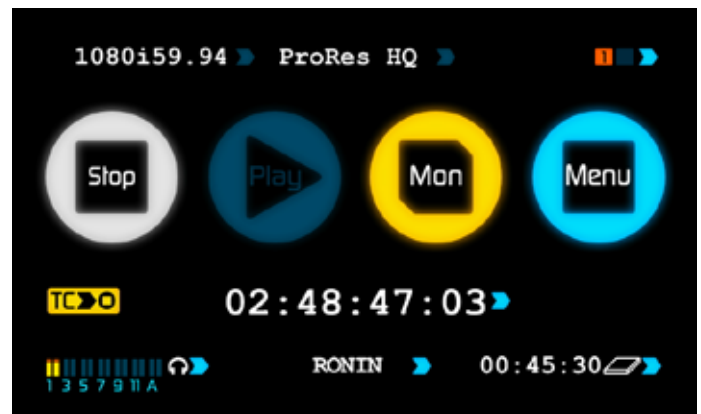 1080i59.94 ProRes HQ 1
Stop Play Mon Menu
TC O 02:48:47:03
RONIN 00:45:30
1 3 5 7 9 11 A